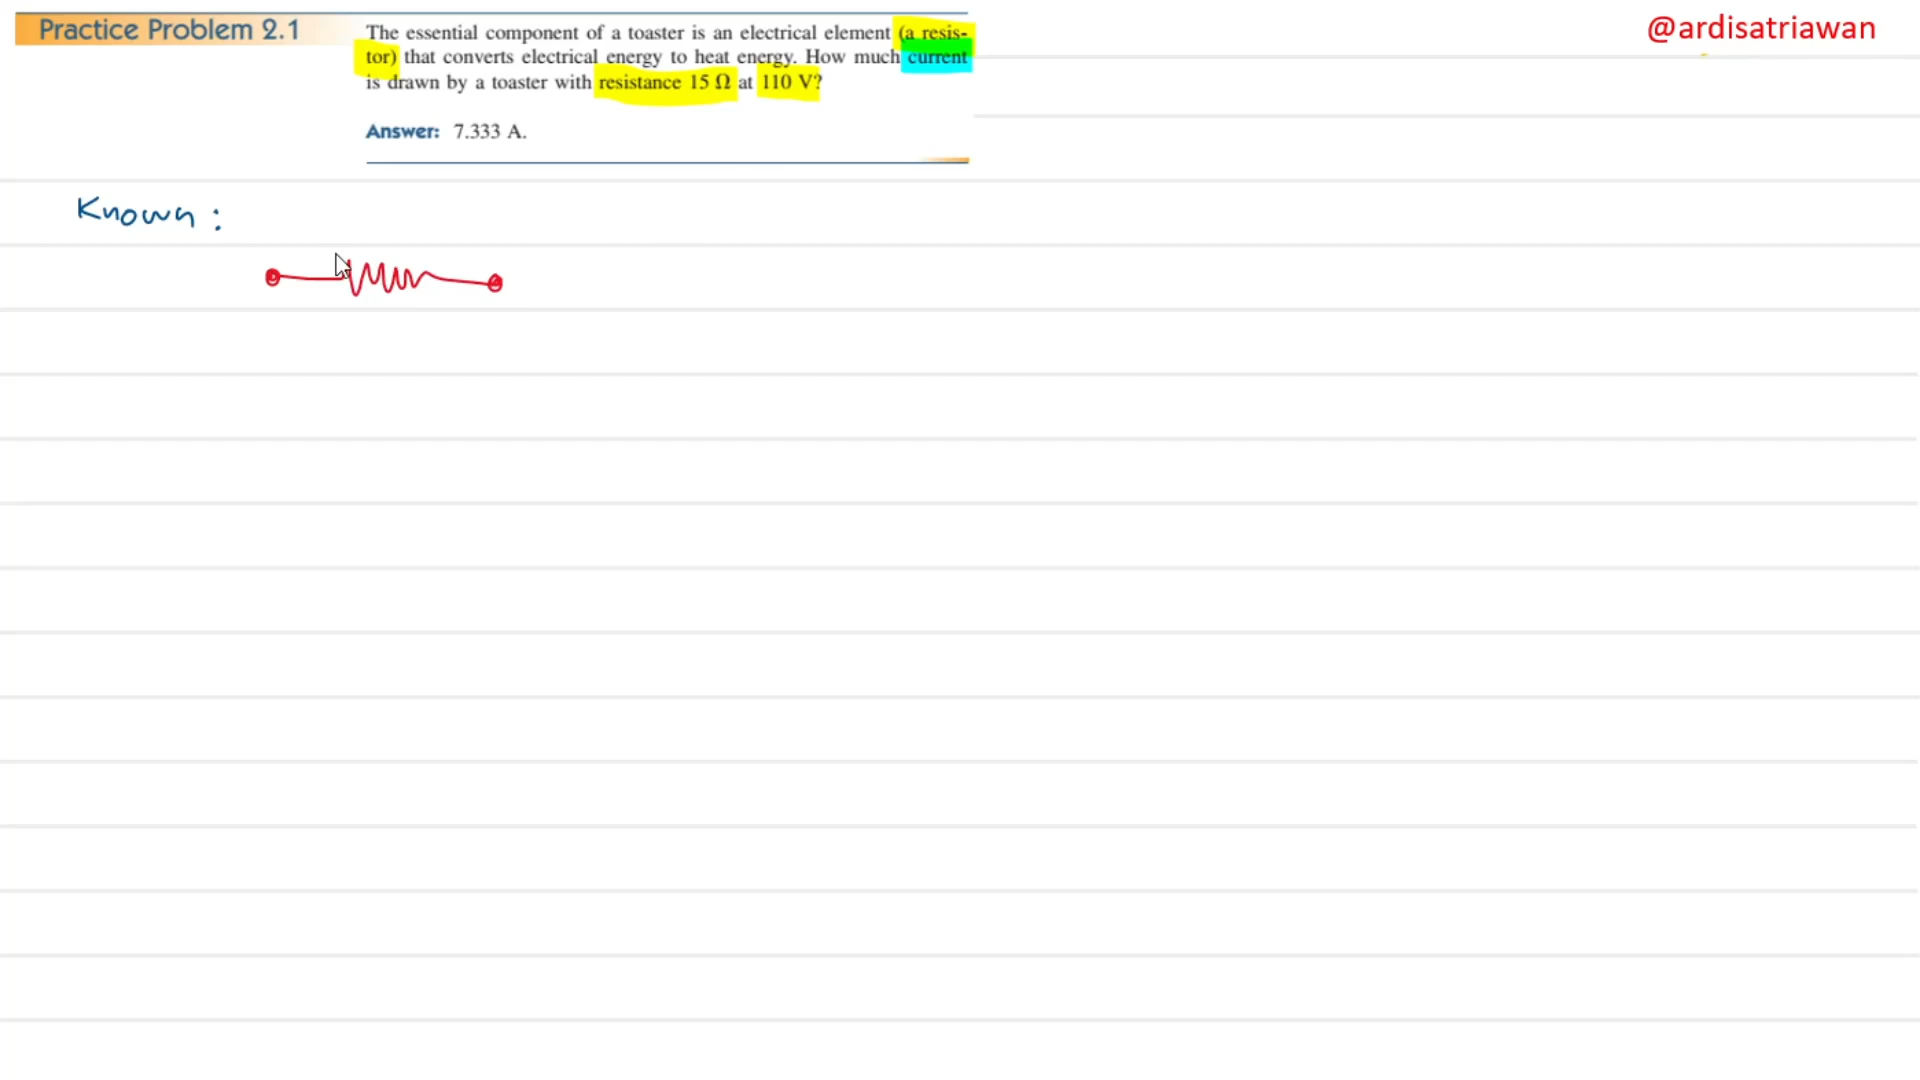 Practice Problem 2.1
The essential component of a toaster is an electrical element (a resis-
tor) that converts electrical energy to heat energy. How much current
is drawn by a toaster with resistance 15 Ω at 110 V?
Answer: 7.333 A.
@ardisatriawan
Known :